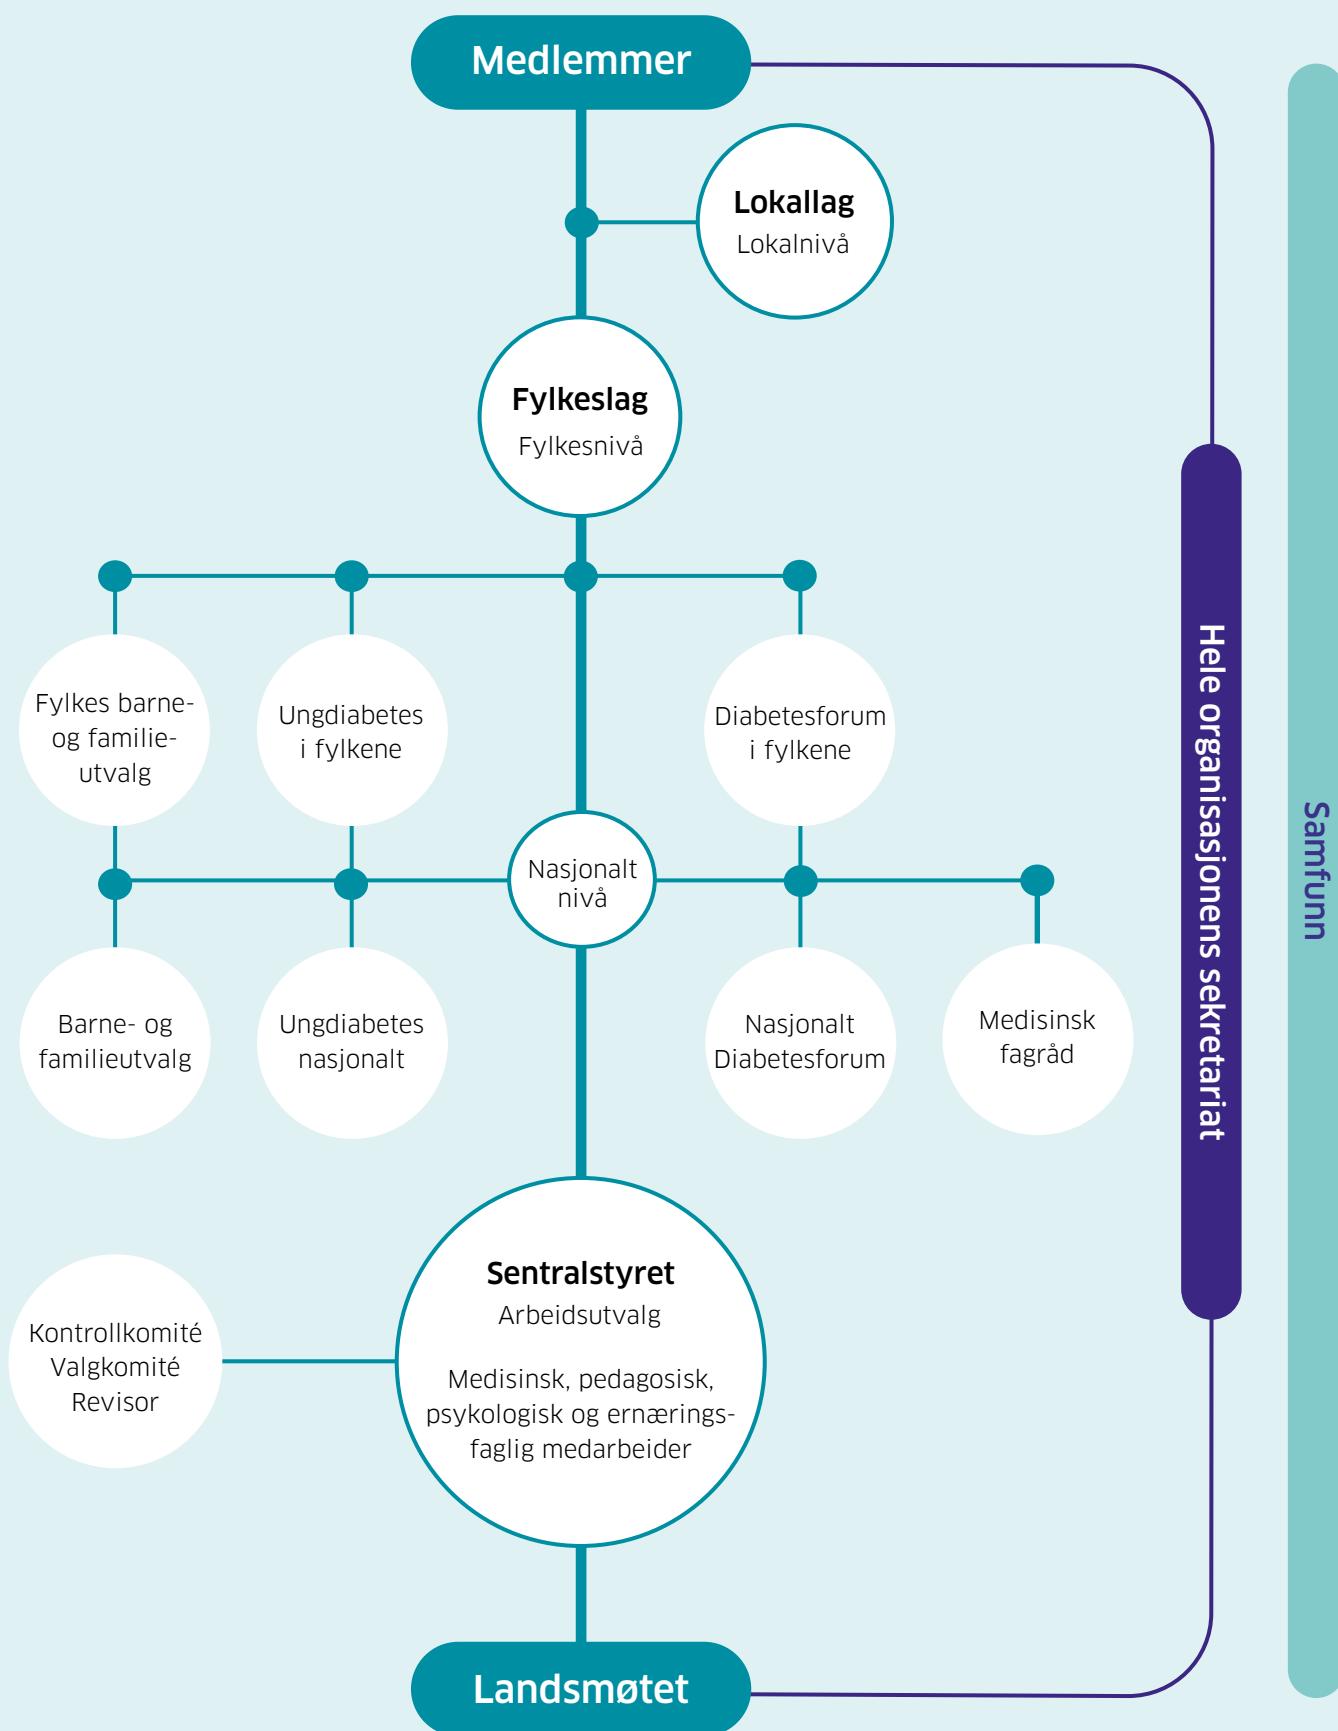 Medlemmer
Lokallag
Lokalnivå
Fylkeslag
Fylkesnivå
Fylkes barne-
og familie-
utvalg
Ungdiabetes
i fylkene
Diabetesforum
i fylkene
Nasjonalt
nivå
Barne- og
familieutvalg
Ungdiabetes
nasjonalt
Nasjonalt
Diabetesforum
Medisinsk
fagråd
Kontrollkomité
Valgkomité
Revisor
Sentralstyret
Arbeidsutvalg
Medisinsk, pedagosisk,
psykologisk og ernærings-
faglig medarbeider
Landsmøtet
Hele organisasjonens sekretariat
Samfunn